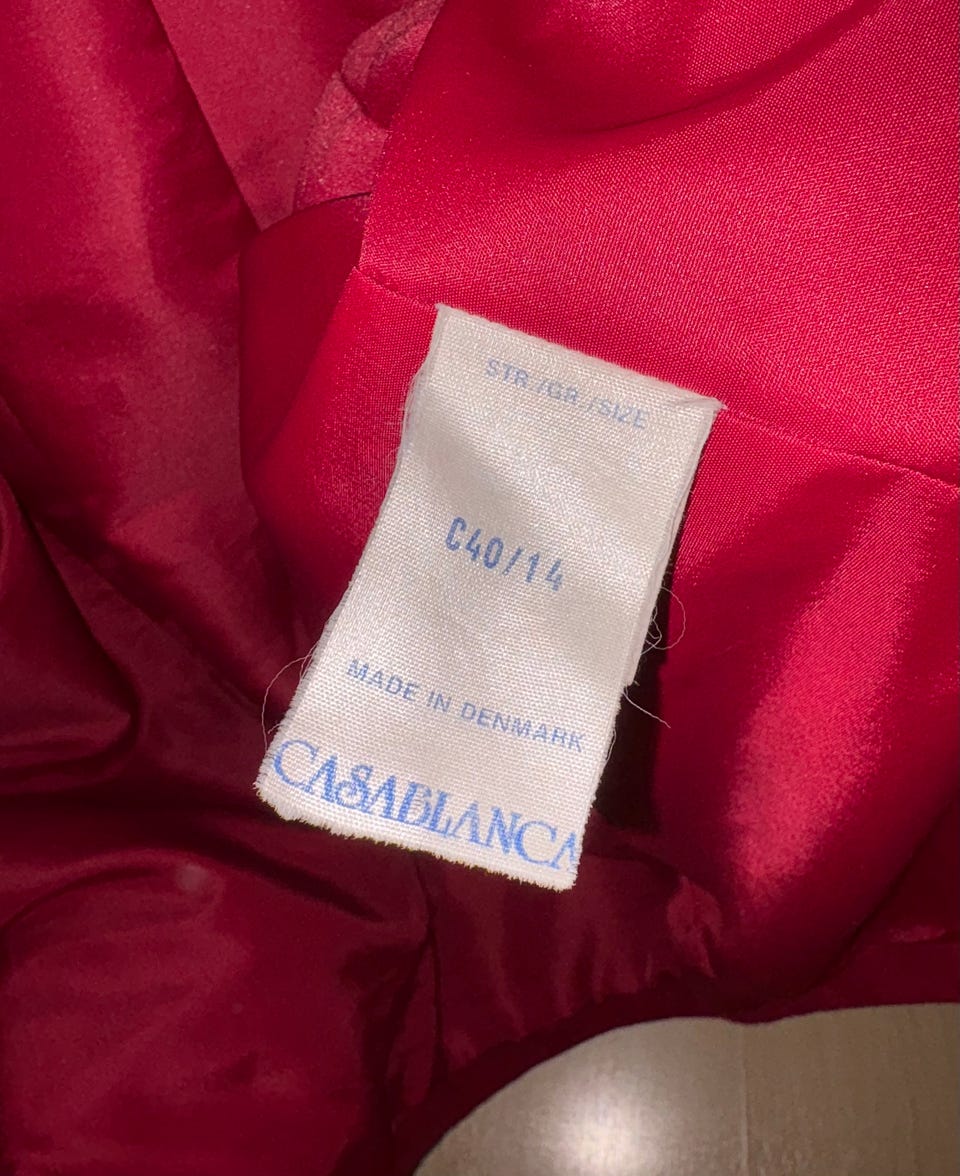 STR/GR/SIZE
C40/14
MADE IN DENMARK
CASABLANCA